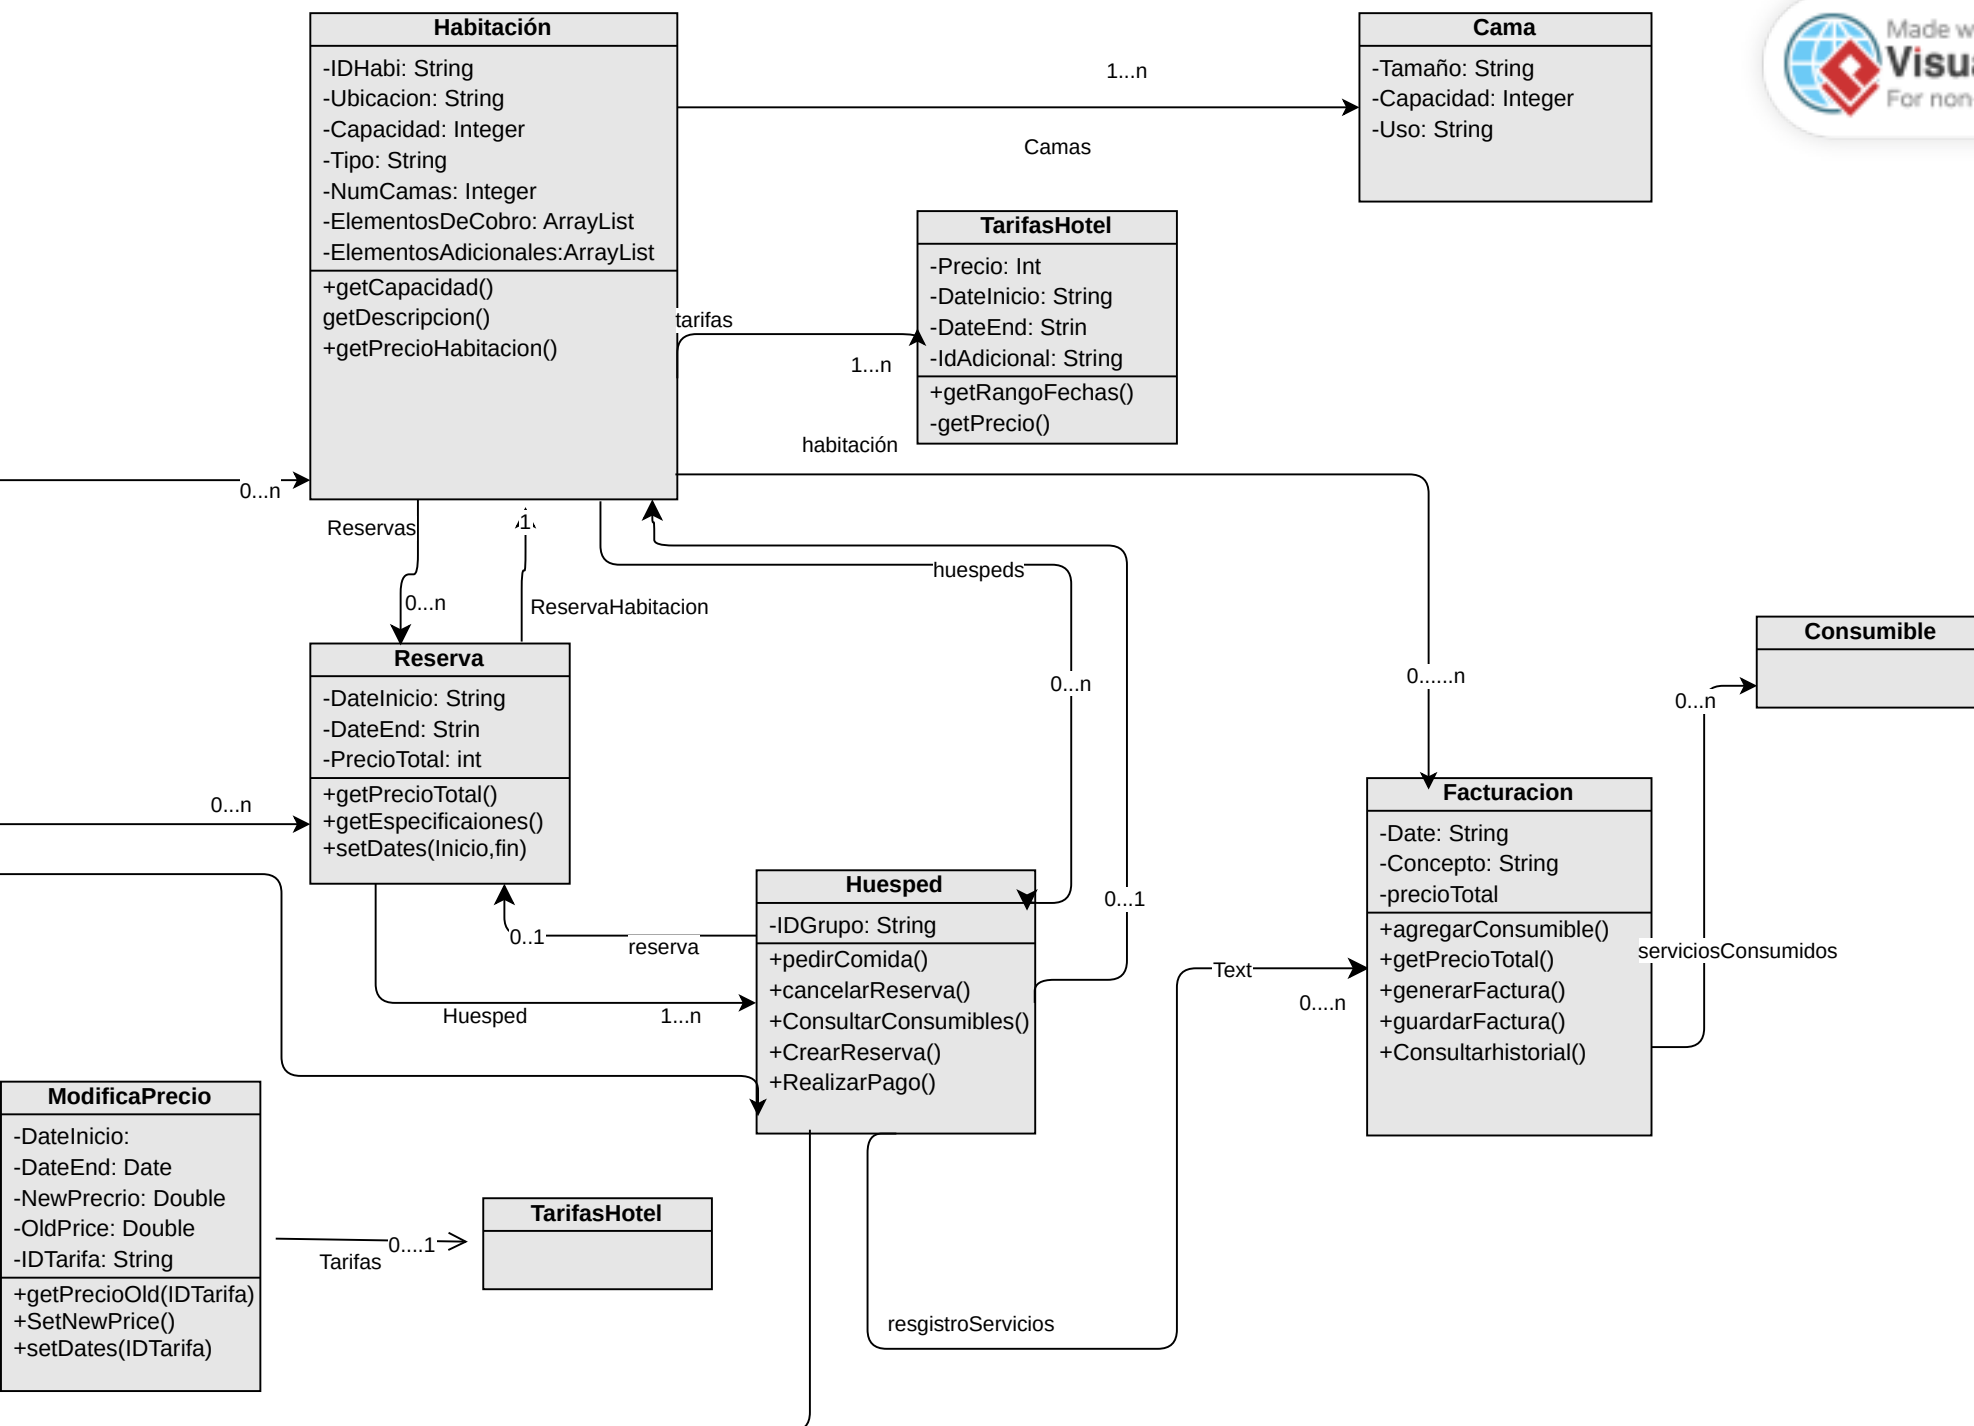 Habitación
-IDHabi: String
-Ubicacion: String
-Capacidad: Integer
-Tipo: String
-NumCamas: Integer
-ElementosDeCobro: ArrayList
-ElementosAdicionales:ArrayList
+getCapacidad()
getDescripcion()
+getPrecioHabitacion()
1...n
Camas
Cama
-Tamaño: String
-Capacidad: Integer
-Uso: String
Made w
Visua
For non
TarifasHotel
-Precio: Int
-DateInicio: String
-DateEnd: Strin
-IdAdicional: String
+getRangoFechas()
-getPrecio()
tarifas
1...n
habitación
0...n
Reservas
1
0...n
ReservaHabitacion
huespeds
0...n
0......n
Consumible
0...n
Reserva
-DateInicio: String
-DateEnd: Strin
-PrecioTotal: int
+getPrecioTotal()
+getEspecificaiones()
+setDates(Inicio,fin)
0...n
Facturacion
-Date: String
-Concepto: String
-precioTotal
+agregarConsumible()
+getPrecioTotal()
+generarFactura()
+guardarFactura()
+Consultarhistorial()
serviciosConsumidos
Huesped
-IDGrupo: String
+pedirComida()
+cancelarReserva()
+ConsultarConsumibles()
+CrearReserva()
+RealizarPago()
0...1
0..1
reserva
Huesped
1...n
Text
0....n
ModificaPrecio
-DateInicio:
-DateEnd: Date
-NewPrecrio: Double
-OldPrice: Double
-IDTarifa: String
+getPrecioOld(IDTarifa)
+SetNewPrice()
+setDates(IDTarifa)
0....1
Tarifas
TarifasHotel
resgistroServicios